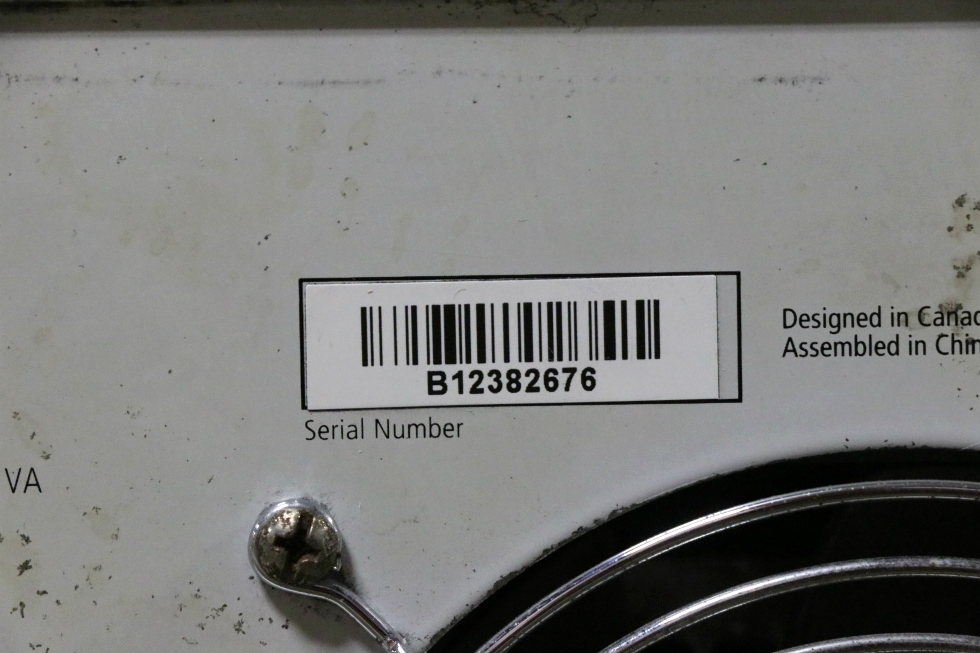 B12382676
Serial Number
Designed in Canad
Assembled in Chin
VA